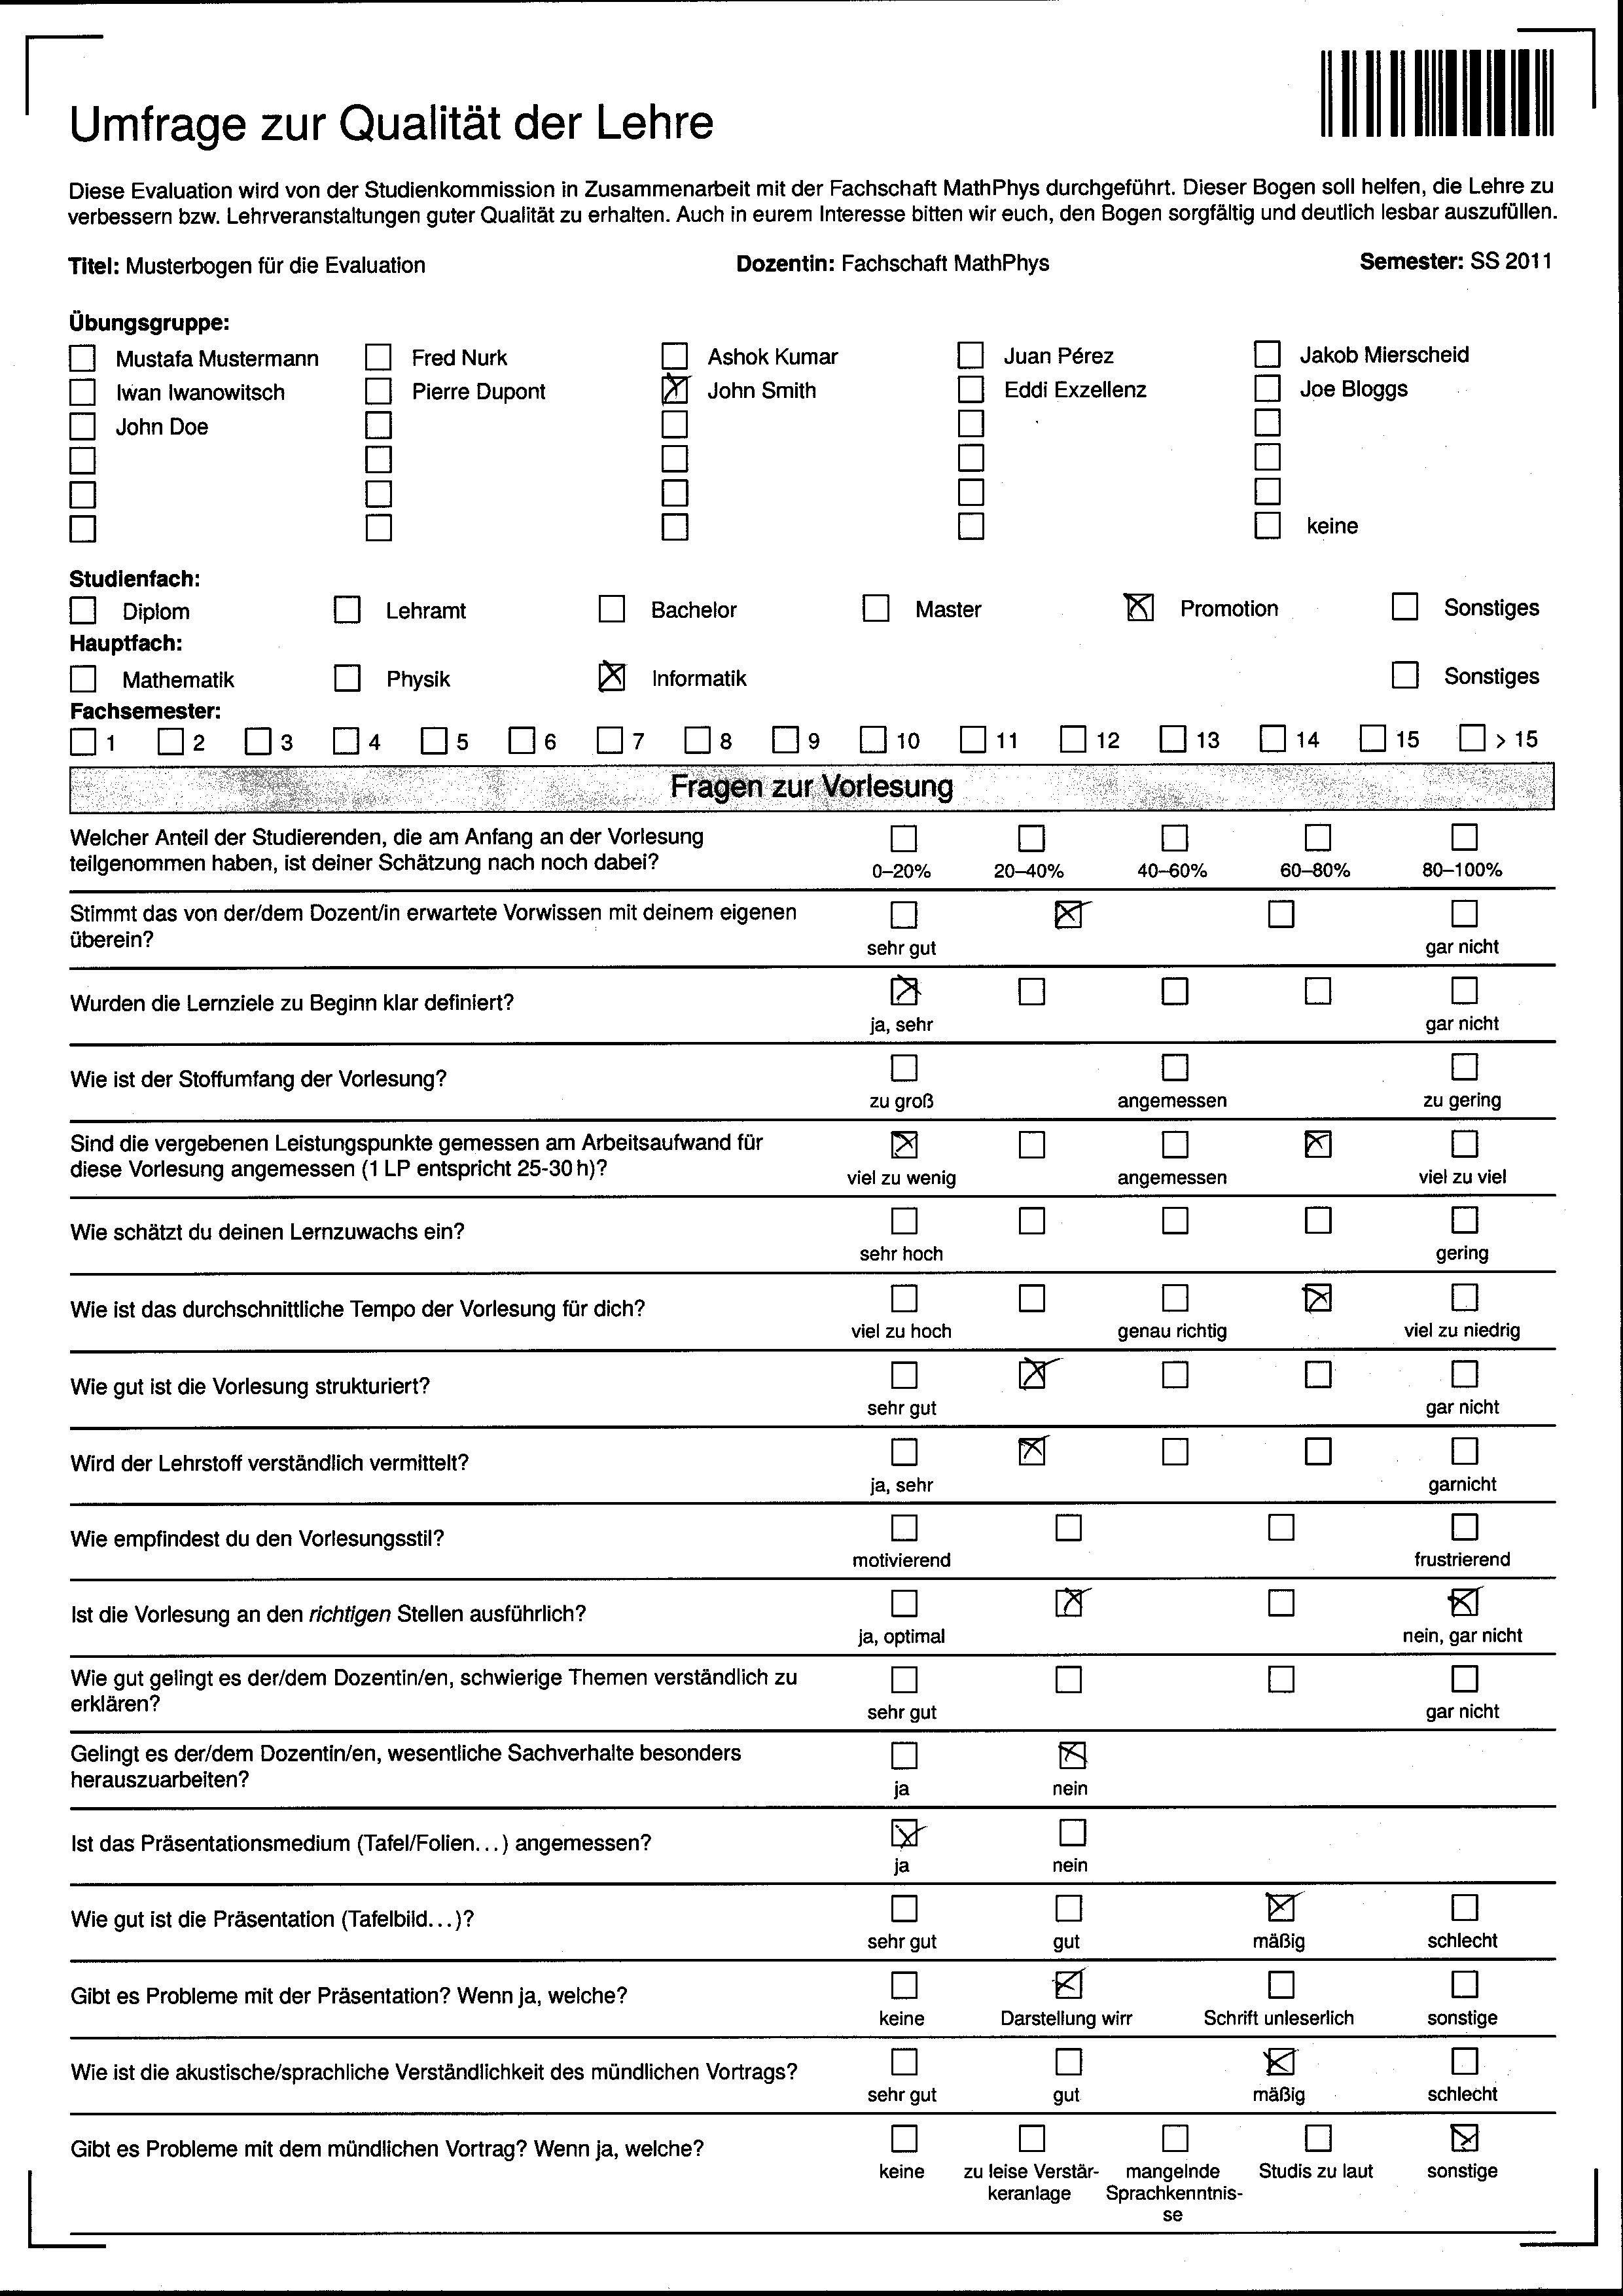 Umfrage zur Qualität der Lehre
Diese Evaluation wird von der Studienkommission in Zusammenarbeit mit der Fachschaft MathPhys durchgeführt. Dieser Bogen soll helfen, die Lehre zu
verbessern bzw. Lehrveranstaltungen guter Qualität zu erhalten. Auch in eurem Interesse bitten wir euch, den Bogen sorgfältig und deutlich lesbar auszufüllen.
Titel: Musterbogen für die Evaluation Dozentin: Fachschaft MathPhys Semester: SS 2011
Übungsgruppe:
Mustafa Mustermann Fred Nurk Ashok Kumar Juan Pérez Jakob Mierscheid
Iwan Iwanowitsch Pierre Dupont John Smith Eddi Exzellenz Joe Bloggs
John Doe
keine
Studienfach:
Diplom Lehramt Bachelor Master Promotion Sonstiges
Hauptfach:
Mathematik Physik Informatik Sonstiges
Fachsemester:
1 2 3 4 5 6 7 8 9 10 11 12 13 14 15 > 15
Fragen zur Vorlesung
Welcher Anteil der Studierenden, die am Anfang an der Vorlesung
teilgenommen haben, ist deiner Schätzung nach noch dabei?
0–20% 20–40% 40–60% 60–80% 80–100%
Stimmt das von der/dem Dozent/in erwartete Vorwissen mit deinem eigenen
überein?
sehr gut gar nicht
Wurden die Lernziele zu Beginn klar definiert?
ja, sehr gar nicht
Wie ist der Stoffumfang der Vorlesung?
zu groß angemessen zu gering
Sind die vergebenen Leistungspunkte gemessen am Arbeitsaufwand für
diese Vorlesung angemessen (1 LP entspricht 25-30 h)?
viel zu wenig angemessen viel zu viel
Wie schätzt du deinen Lernzuwachs ein?
sehr hoch gering
Wie ist das durchschnittliche Tempo der Vorlesung für dich?
viel zu hoch genau richtig viel zu niedrig
Wie gut ist die Vorlesung strukturiert?
sehr gut gar nicht
Wird der Lehrstoff verständlich vermittelt?
ja, sehr garnicht
Wie empfindest du den Vorlesungsstil?
motivierend frustrierend
Ist die Vorlesung an den richtigen Stellen ausführlich?
ja, optimal nein, gar nicht
Wie gut gelingt es der/dem Dozentin/en, schwierige Themen verständlich zu
erklären?
sehr gut gar nicht
Gelingt es der/dem Dozentin/en, wesentliche Sachverhalte besonders
herauszuarbeiten?
ja nein
Ist das Präsentationsmedium (Tafel/Folien...) angemessen?
ja nein
Wie gut ist die Präsentation (Tafelbild...)?
sehr gut gut mäßig schlecht
Gibt es Probleme mit der Präsentation? Wenn ja, welche?
keine Darstellung wirr Schrift unleserlich sonstige
Wie ist die akustische/sprachliche Verständlichkeit des mündlichen Vortrags?
sehr gut gut mäßig schlecht
Gibt es Probleme mit dem mündlichen Vortrag? Wenn ja, welche?
keine zu leise Verstär- mangelnde Studis zu laut sonstige
keranlage Sprachkenntnis-
se